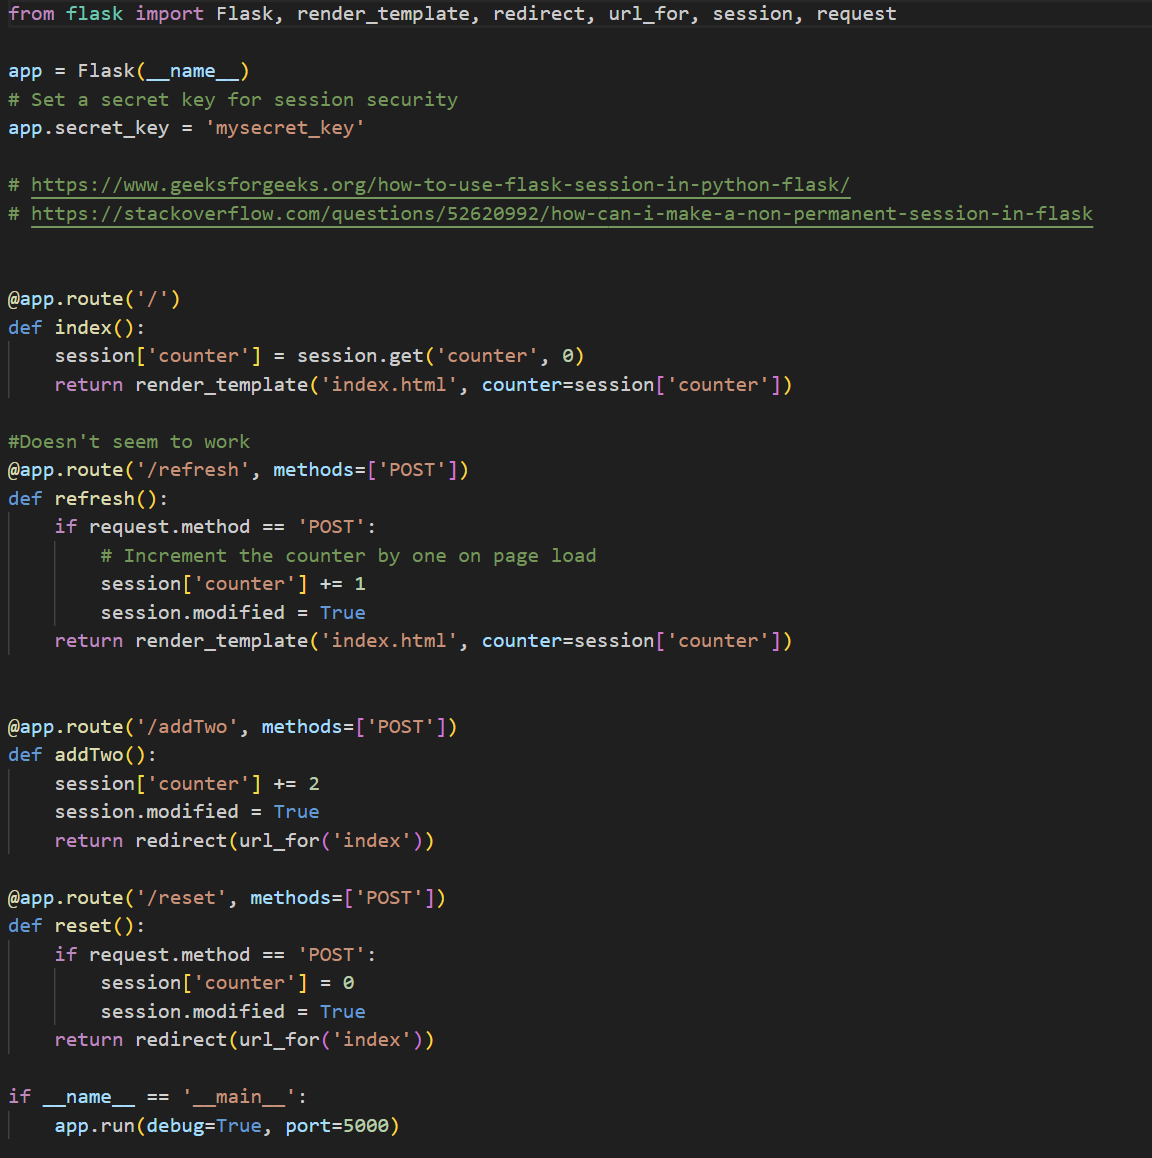 from flask import Flask, render_template, redirect, url_for, session, request
app = Flask(__name__)
# Set a secret key for session security
app.secret_key = 'mysecret_key'
# https://www.geeksforgeeks.org/how-to-use-flask-session-in-python-flask/
# https://stackoverflow.com/questions/52620992/how-can-i-make-a-non-permanent-session-in-flask
@app.route('/')
def index():
    session['counter'] = session.get('counter', 0)
    return render_template('index.html', counter=session['counter'])
#Doesn't seem to work
@app.route('/refresh', methods=['POST'])
def refresh():
    if request.method == 'POST':
        # Increment the counter by one on page load
        session['counter'] += 1
        session.modified = True
    return render_template('index.html', counter=session['counter'])
@app.route('/addTwo', methods=['POST'])
def addTwo():
    session['counter'] += 2
    session.modified = True
    return redirect(url_for('index'))
@app.route('/reset', methods=['POST'])
def reset():
    if request.method == 'POST':
        session['counter'] = 0
        session.modified = True
    return redirect(url_for('index'))
if __name__ == '__main__':
    app.run(debug=True, port=5000)